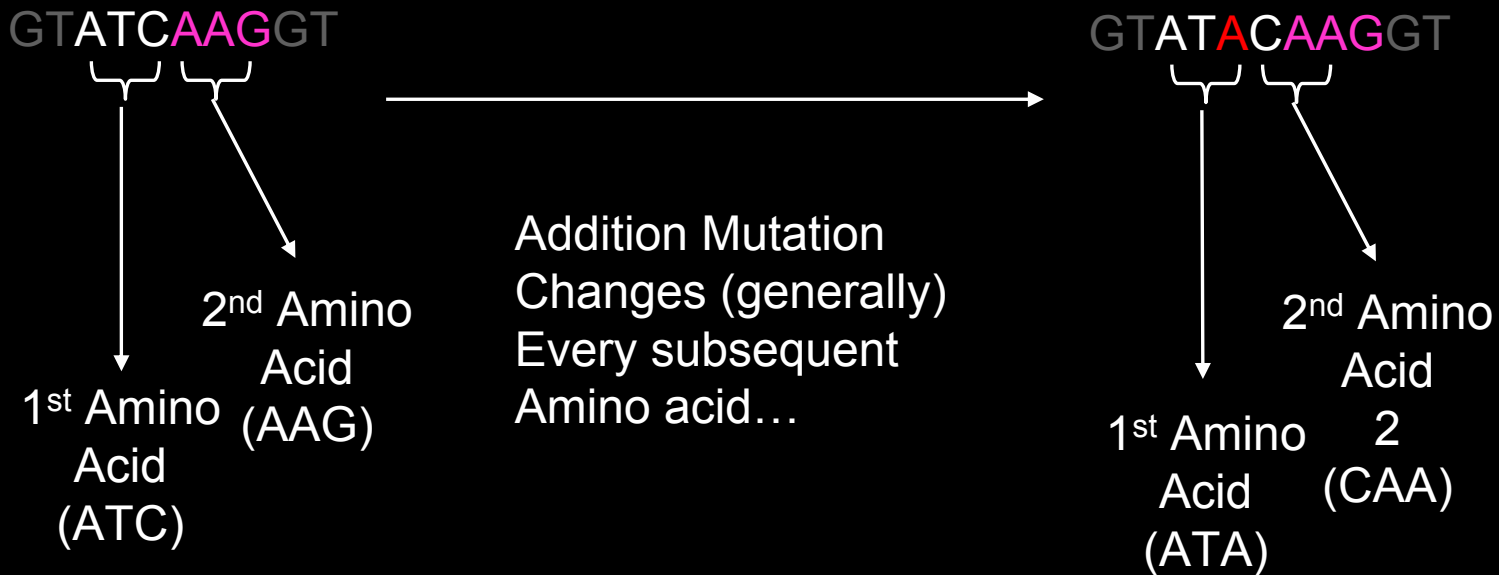 GTATCAAGGT
GTATACAAGGT
1st Amino
Acid
(ATC)
2nd Amino
Acid
(AAG)
Addition Mutation
Changes (generally)
Every subsequent
Amino acid…
1st Amino
Acid
(ATA)
2nd Amino
Acid
2
(CAA)